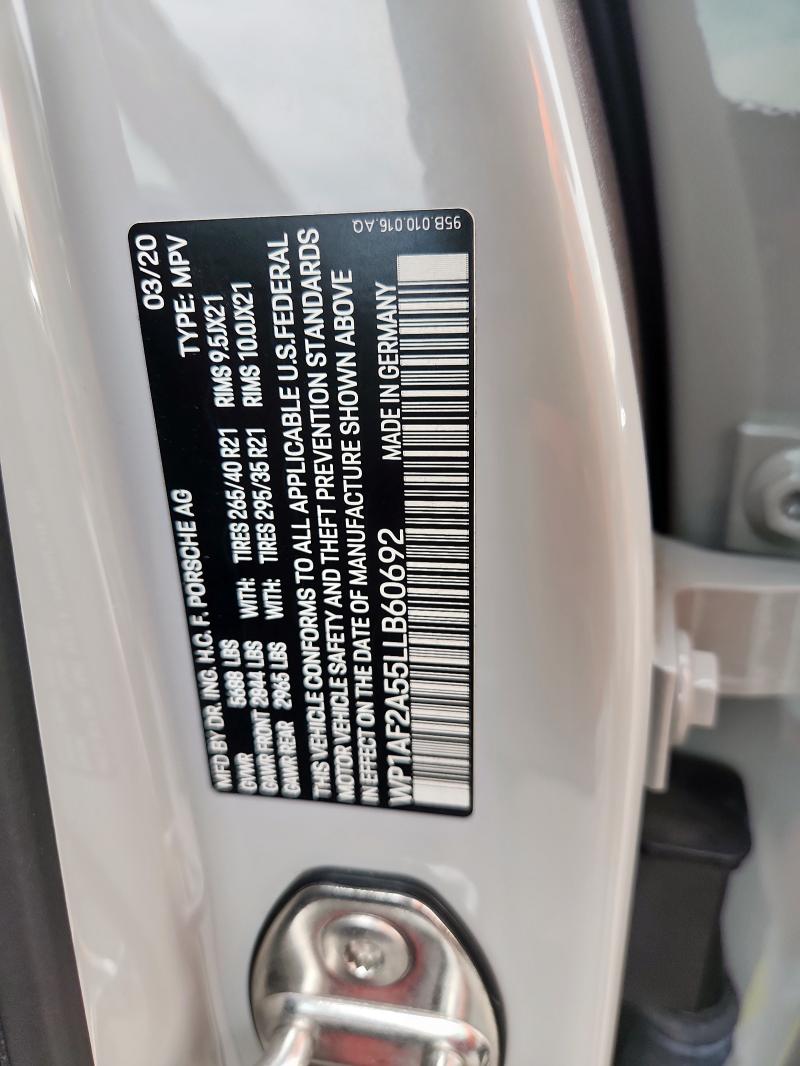 03/20
MFD BY DR. ING. H.C. F. PORSCHE AG TYPE: MPV
GVWR 5688 LBS WITH: TIRES 265/40 R21 RIMS 9.5JX21
GAWR FRONT 2844 LBS WITH: TIRES 295/35 R21 RIMS 10.0JX21
GAWR REAR 2965 LBS
THIS VEHICLE CONFORMS TO ALL APPLICABLE U.S.FEDERAL
MOTOR VEHICLE SAFETY AND THEFT PREVENTION STANDARDS
IN EFFECT ON THE DATE OF MANUFACTURE SHOWN ABOVE
WP1AF2A55LLB60692 MADE IN GERMANY
95B.010.016.AQ